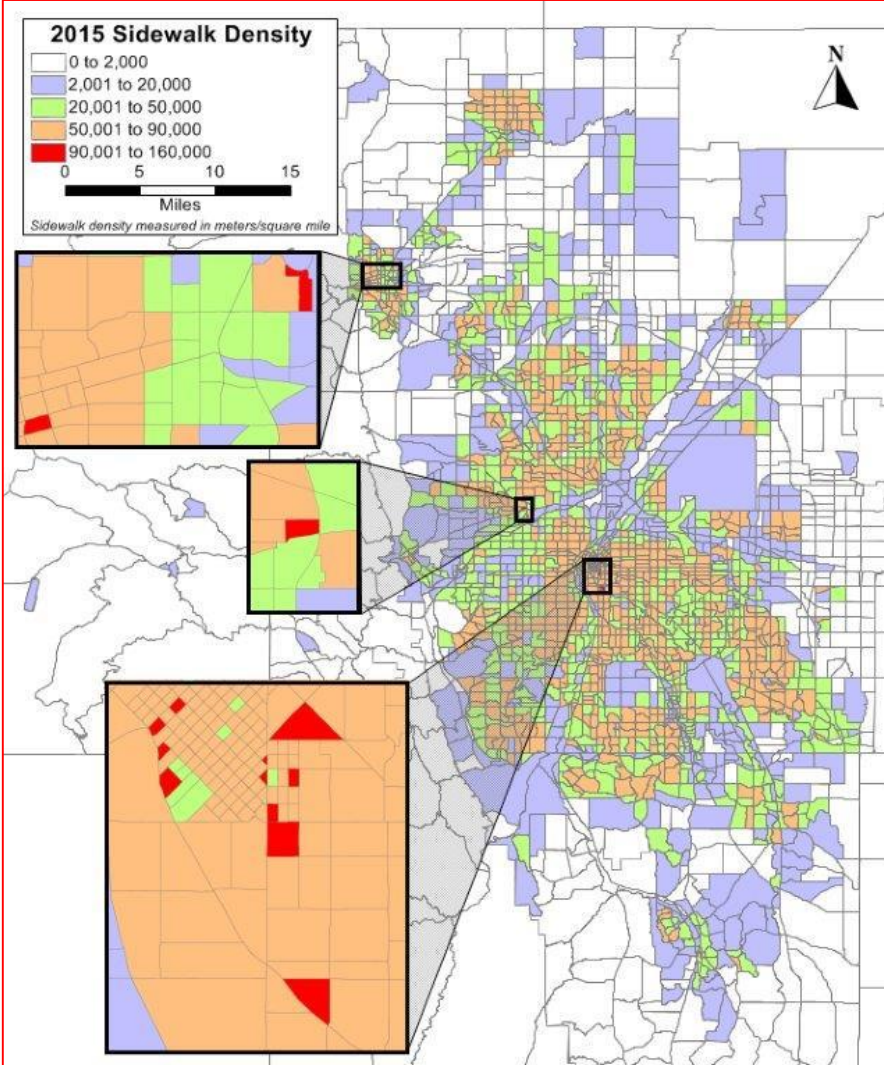 2015 Sidewalk Density
0 to 2,000
2,001 to 20,000
20,001 to 50,000
50,001 to 90,000
90,001 to 160,000
0 5 10 15
Miles
Sidewalk density measured in meters/square mile
N